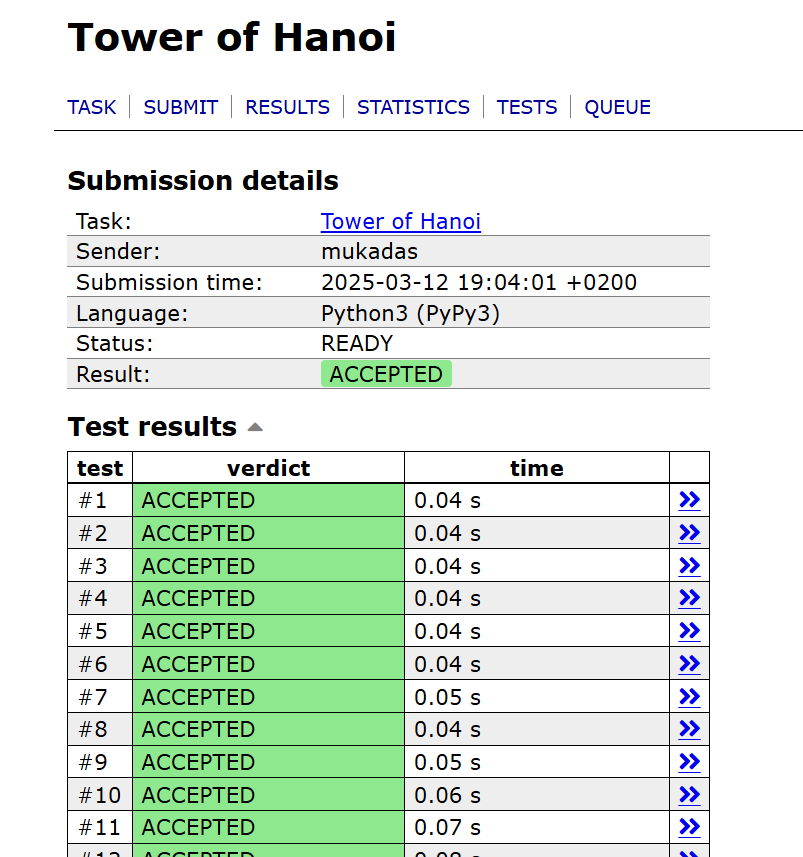 Tower of Hanoi
TASK | SUBMIT | RESULTS | STATISTICS | TESTS | QUEUE
Submission details
Task: Tower of Hanoi
Sender: mukadas
Submission time: 2025-03-12 19:04:01 +0200
Language: Python3 (PyPy3)
Status: READY
Result: ACCEPTED
Test results
test verdict time
#1 ACCEPTED 0.04 s »
#2 ACCEPTED 0.04 s »
#3 ACCEPTED 0.04 s »
#4 ACCEPTED 0.04 s »
#5 ACCEPTED 0.04 s »
#6 ACCEPTED 0.04 s »
#7 ACCEPTED 0.05 s »
#8 ACCEPTED 0.04 s »
#9 ACCEPTED 0.05 s »
#10 ACCEPTED 0.06 s »
#11 ACCEPTED 0.07 s »
#12 ACCEPTED 0.08 s »